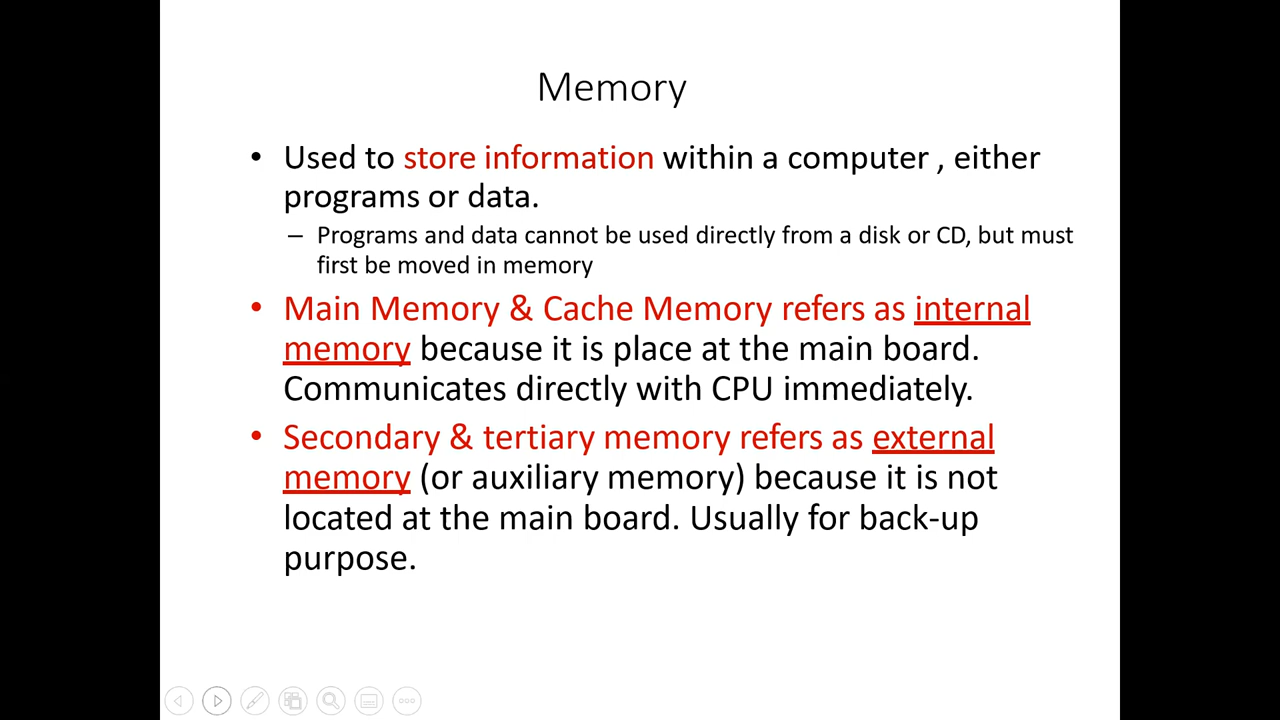 Memory
• Used to store information within a computer , either
programs or data.
– Programs and data cannot be used directly from a disk or CD, but must
first be moved in memory
• Main Memory & Cache Memory refers as internal
memory because it is place at the main board.
Communicates directly with CPU immediately.
• Secondary & tertiary memory refers as external
memory (or auxiliary memory) because it is not
located at the main board. Usually for back-up
purpose.